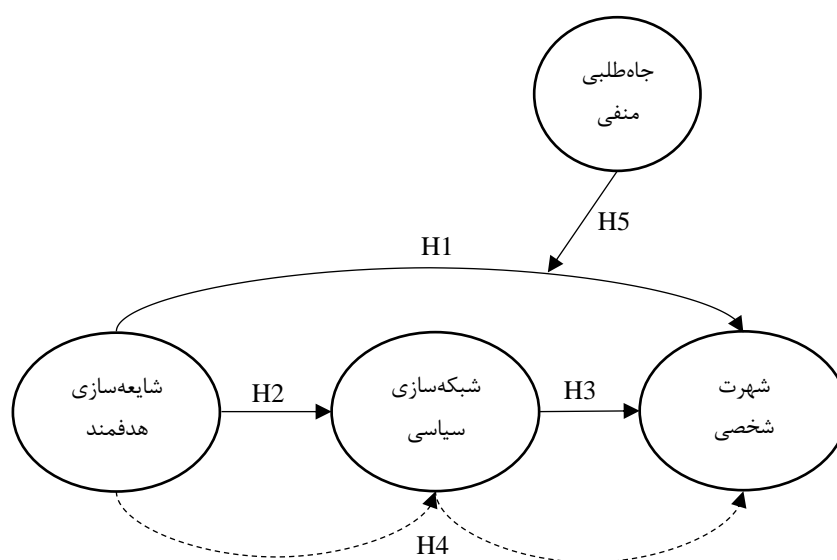 جاه‌طلبی
منفی
H5
H1
شایعه‌سازی
هدفمند
H2
شبکه‌سازی
سیاسی
H3
شهرت
شخصی
H4